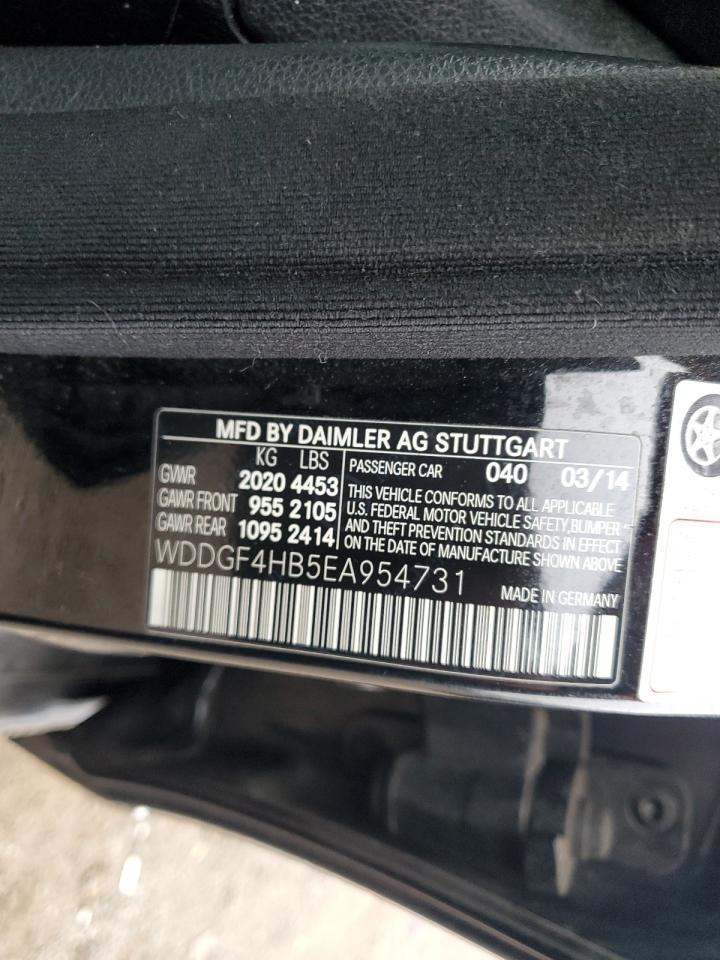 MFD BY DAIMLER AG STUTTGART
KG LBS
GVWR 2020 4453
GAWR FRONT 955 2105
GAWR REAR 1095 2414
PASSENGER CAR 040 03/14
THIS VEHICLE CONFORMS TO ALL APPLICABLE
U.S. FEDERAL MOTOR VEHICLE SAFETY, BUMPER
AND THEFT PREVENTION STANDARDS IN EFFECT
ON THE DATE OF MANUFACTURE SHOWN ABOVE
WDDGF4HB5EA954731
MADE IN GERMANY